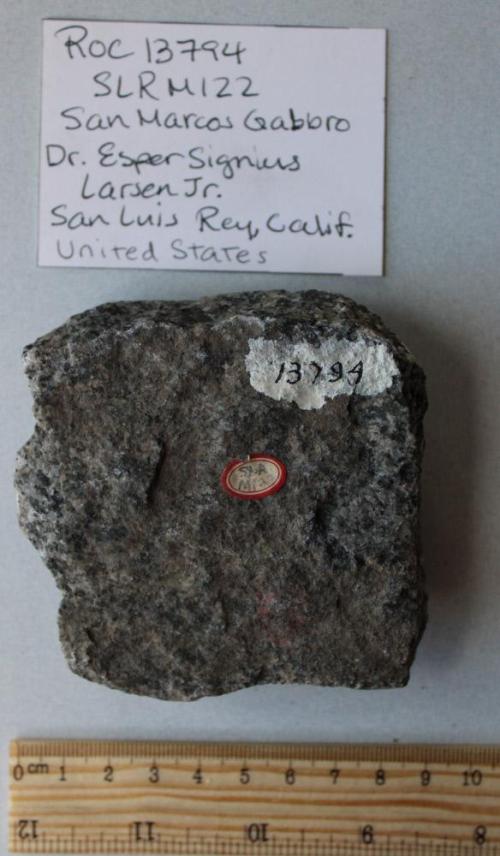 ROC 13794
SLRM122
San Marcos Gabbro
Dr. Esper Signius
Larsen Jr.
San Luis Rey, Calif.
United States
13794
0 cm 1 2 3 4 5 6 7 8 9 10
12 11 10 9 8